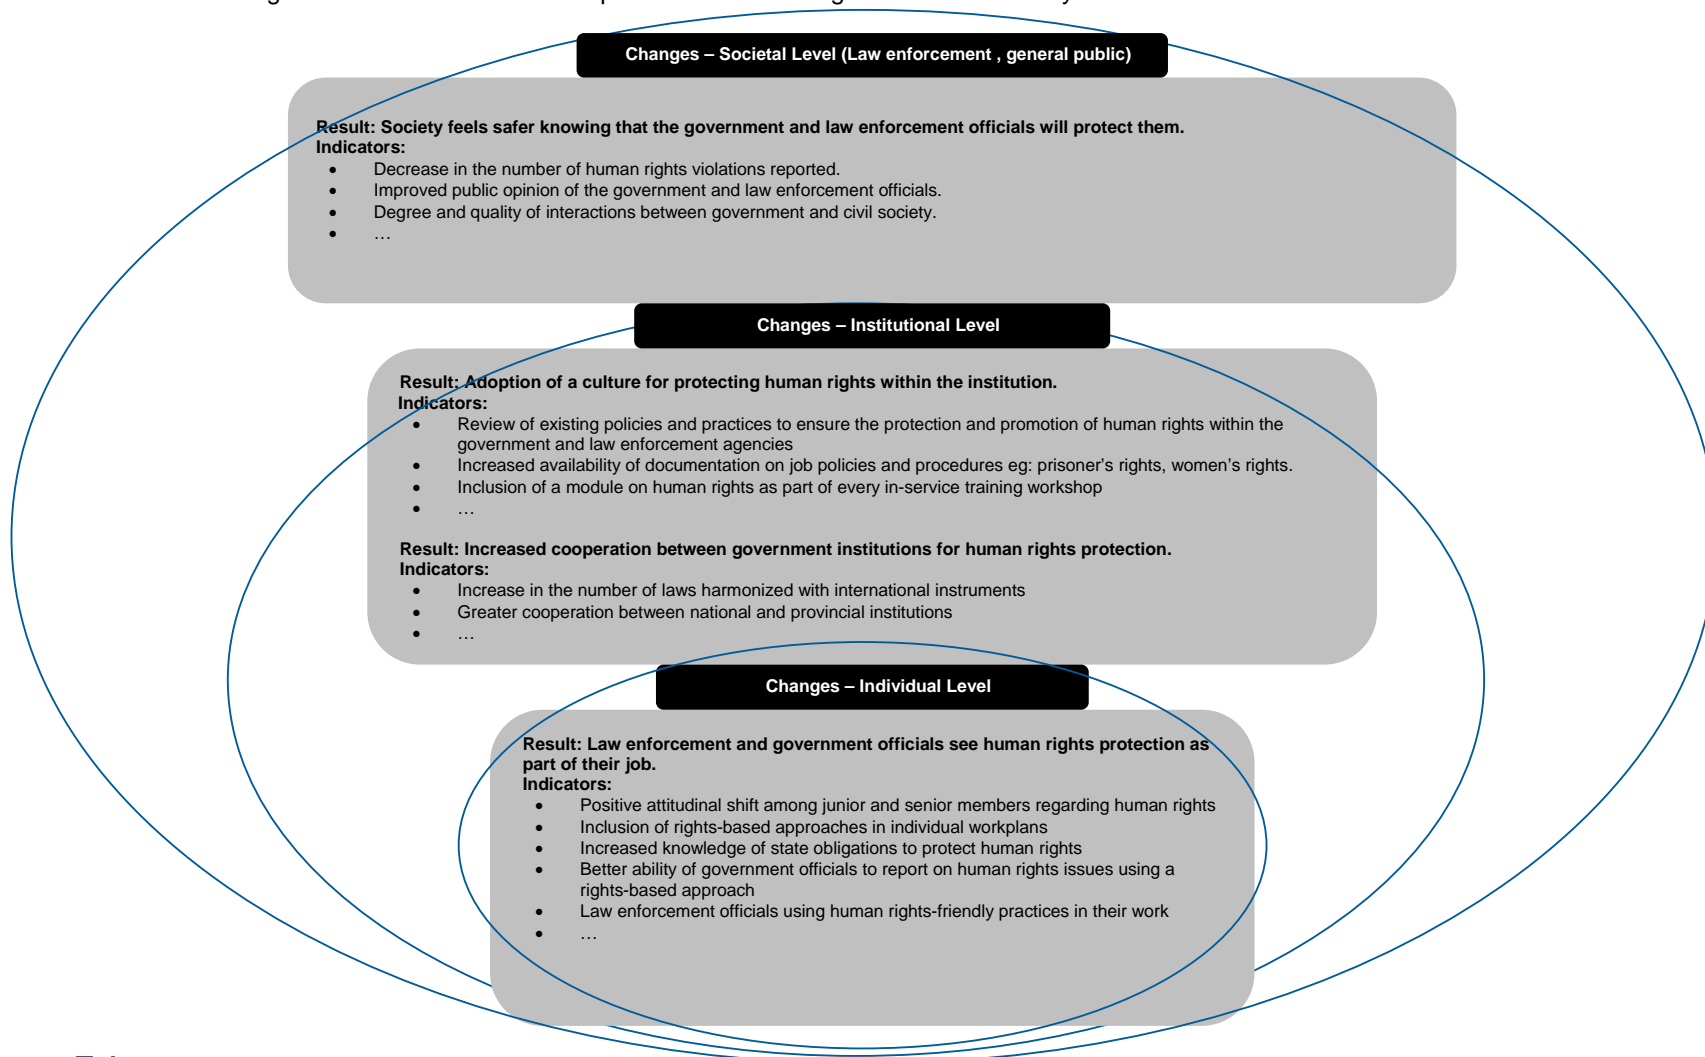 Changes – Societal Level (Law enforcement , general public)
Result: Society feels safer knowing that the government and law enforcement officials will protect them.
Indicators:
• Decrease in the number of human rights violations reported.
• Improved public opinion of the government and law enforcement officials.
• Degree and quality of interactions between government and civil society.
• …
Changes – Institutional Level
Result: Adoption of a culture for protecting human rights within the institution.
Indicators:
• Review of existing policies and practices to ensure the protection and promotion of human rights within the
government and law enforcement agencies
• Increased availability of documentation on job policies and procedures eg: prisoner’s rights, women’s rights.
• Inclusion of a module on human rights as part of every in-service training workshop
• …
Result: Increased cooperation between government institutions for human rights protection.
Indicators:
• Increase in the number of laws harmonized with international instruments
• Greater cooperation between national and provincial institutions
• …
Changes – Individual Level
Result: Law enforcement and government officials see human rights protection as
part of their job.
Indicators:
• Positive attitudinal shift among junior and senior members regarding human rights
• Inclusion of rights-based approaches in individual workplans
• Increased knowledge of state obligations to protect human rights
• Better ability of government officials to report on human rights issues using a
rights-based approach
• Law enforcement officials using human rights-friendly practices in their work
• …